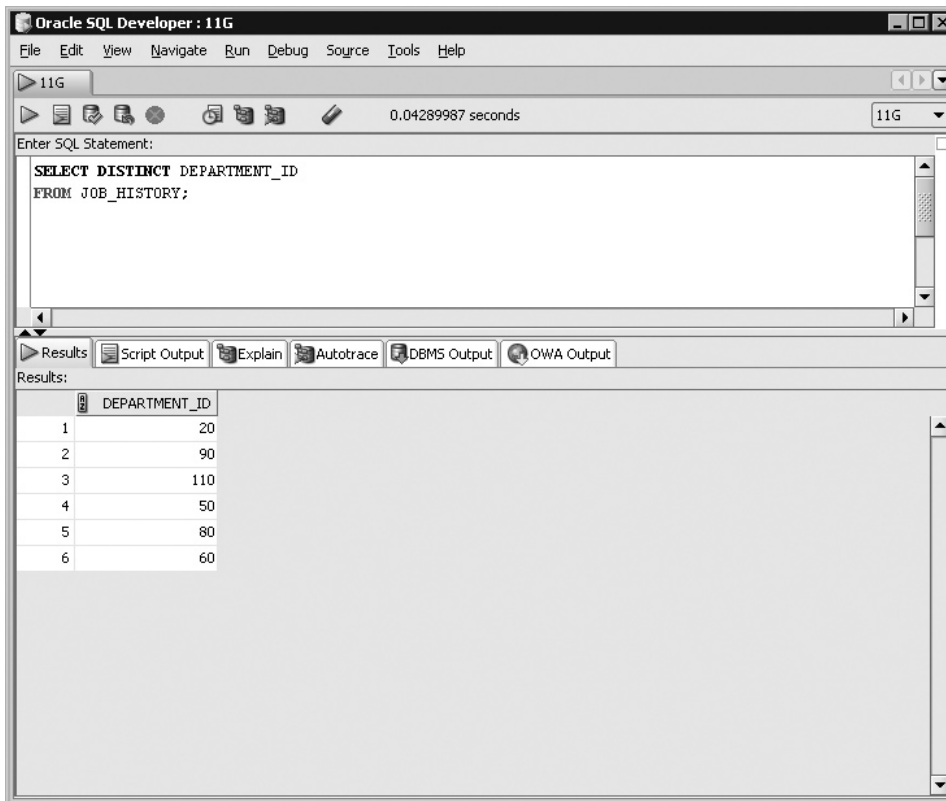 Oracle SQL Developer : 11G
File Edit View Navigate Run Debug Source Tools Help
11G
0.04289987 seconds 11G
Enter SQL Statement:
SELECT DISTINCT DEPARTMENT_ID
FROM JOB_HISTORY;
Results Script Output Explain Autotrace DBMS Output OWA Output
Results:
DEPARTMENT_ID
1 20
2 90
3 110
4 50
5 80
6 60